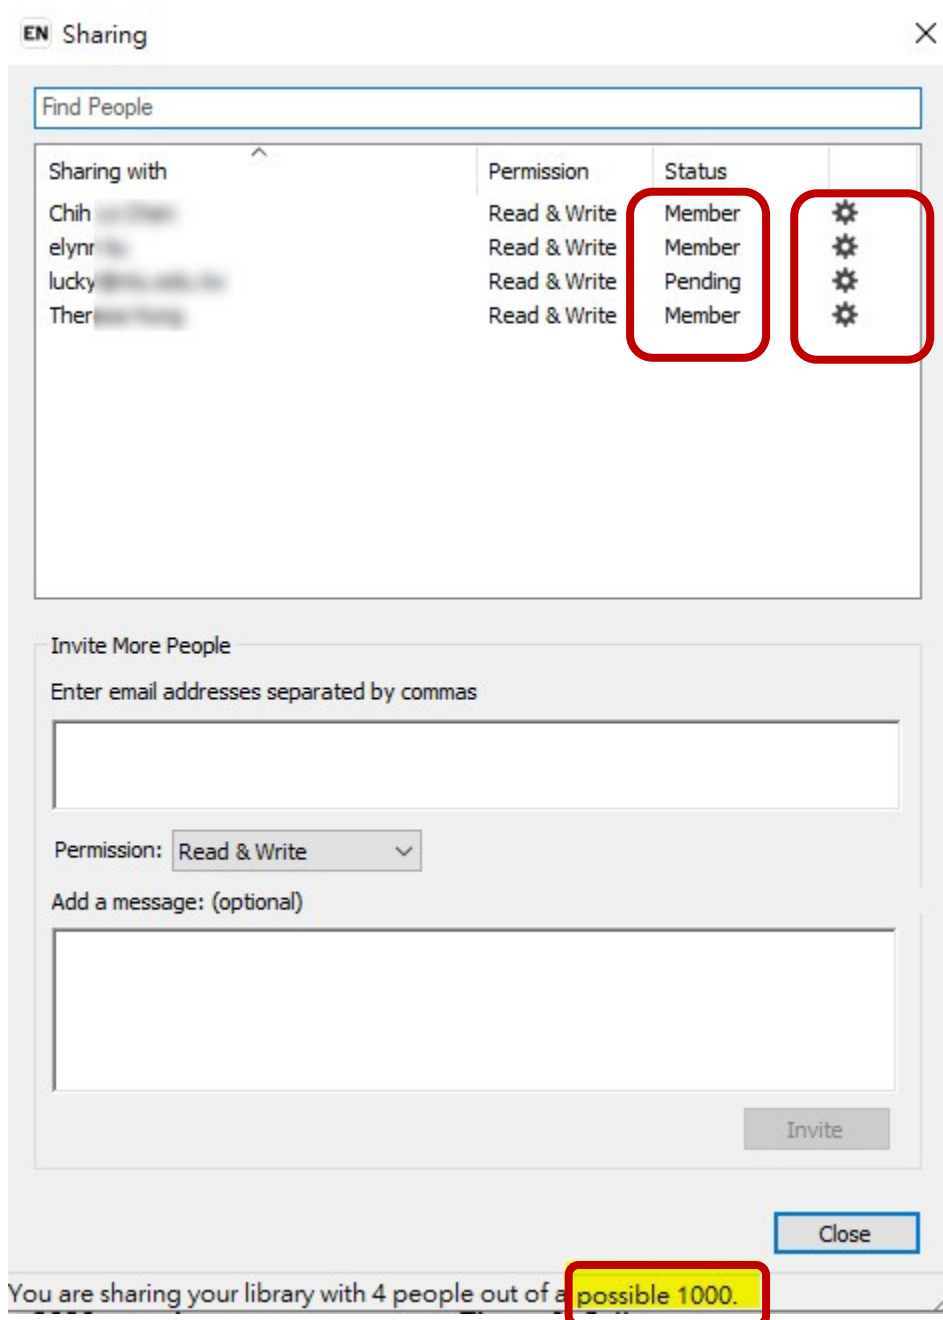 EN Sharing
Find People
Sharing with Permission Status
Chih Read & Write Member
elynn Read & Write Member
lucky Read & Write Pending
Ther Read & Write Member
Invite More People
Enter email addresses separated by commas
Permission: Read & Write
Add a message: (optional)
Invite
Close
You are sharing your library with 4 people out of a possible 1000.